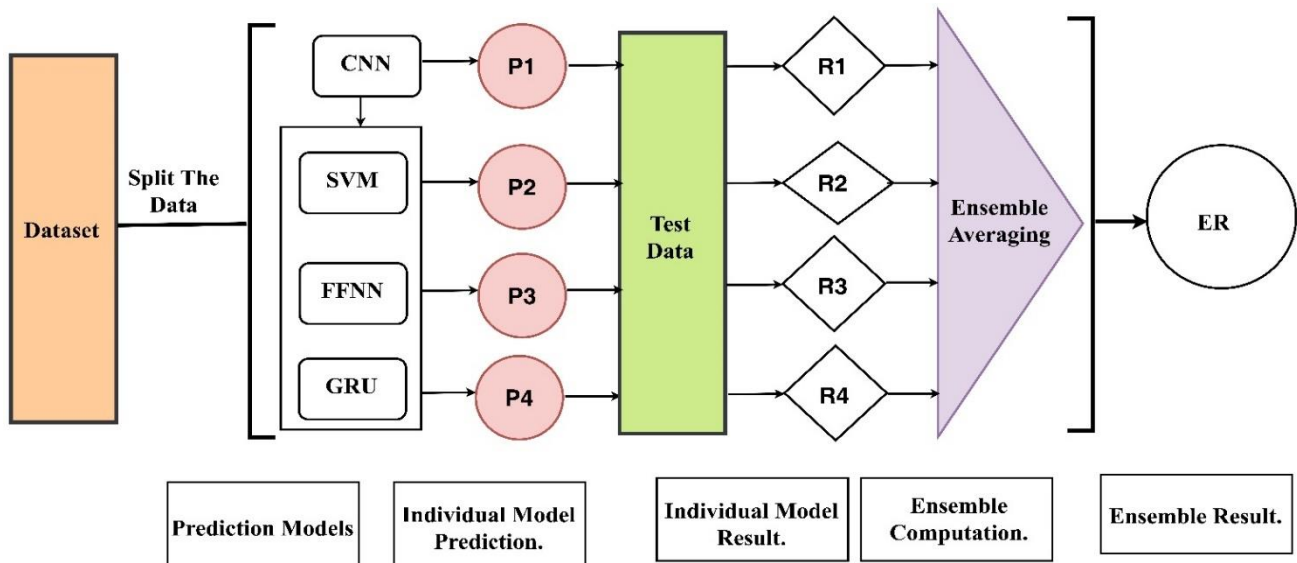 Dataset
Split The
Data
CNN
SVM
FFNN
GRU
P1
P2
P3
P4
Test
Data
R1
R2
R3
R4
Ensemble
Averaging
ER
Prediction Models
Individual Model
Prediction.
Individual Model
Result.
Ensemble
Computation.
Ensemble Result.